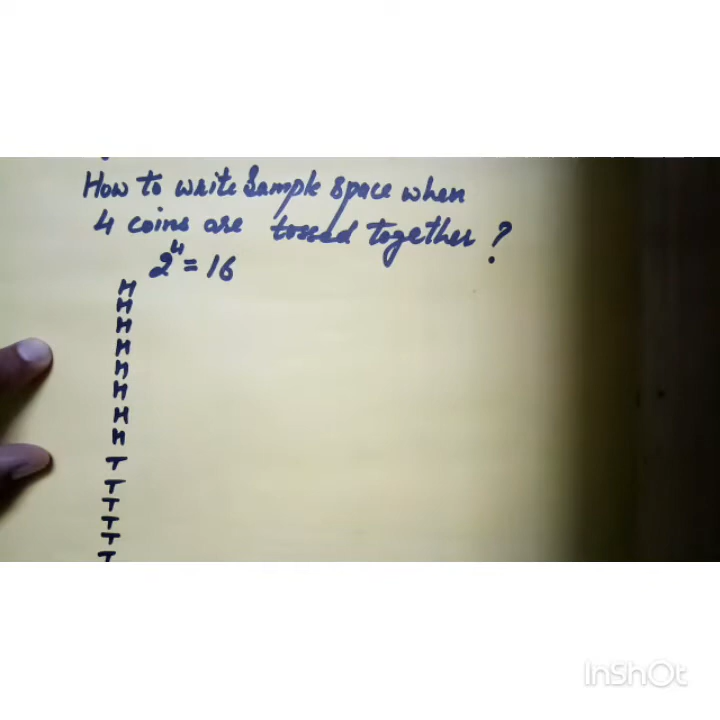 How to write Sample space when
4 coins are tossed together ?
2⁴ = 16
H
H
H
H
H
H
H
H
T
T
T
T
T
T
InShOt